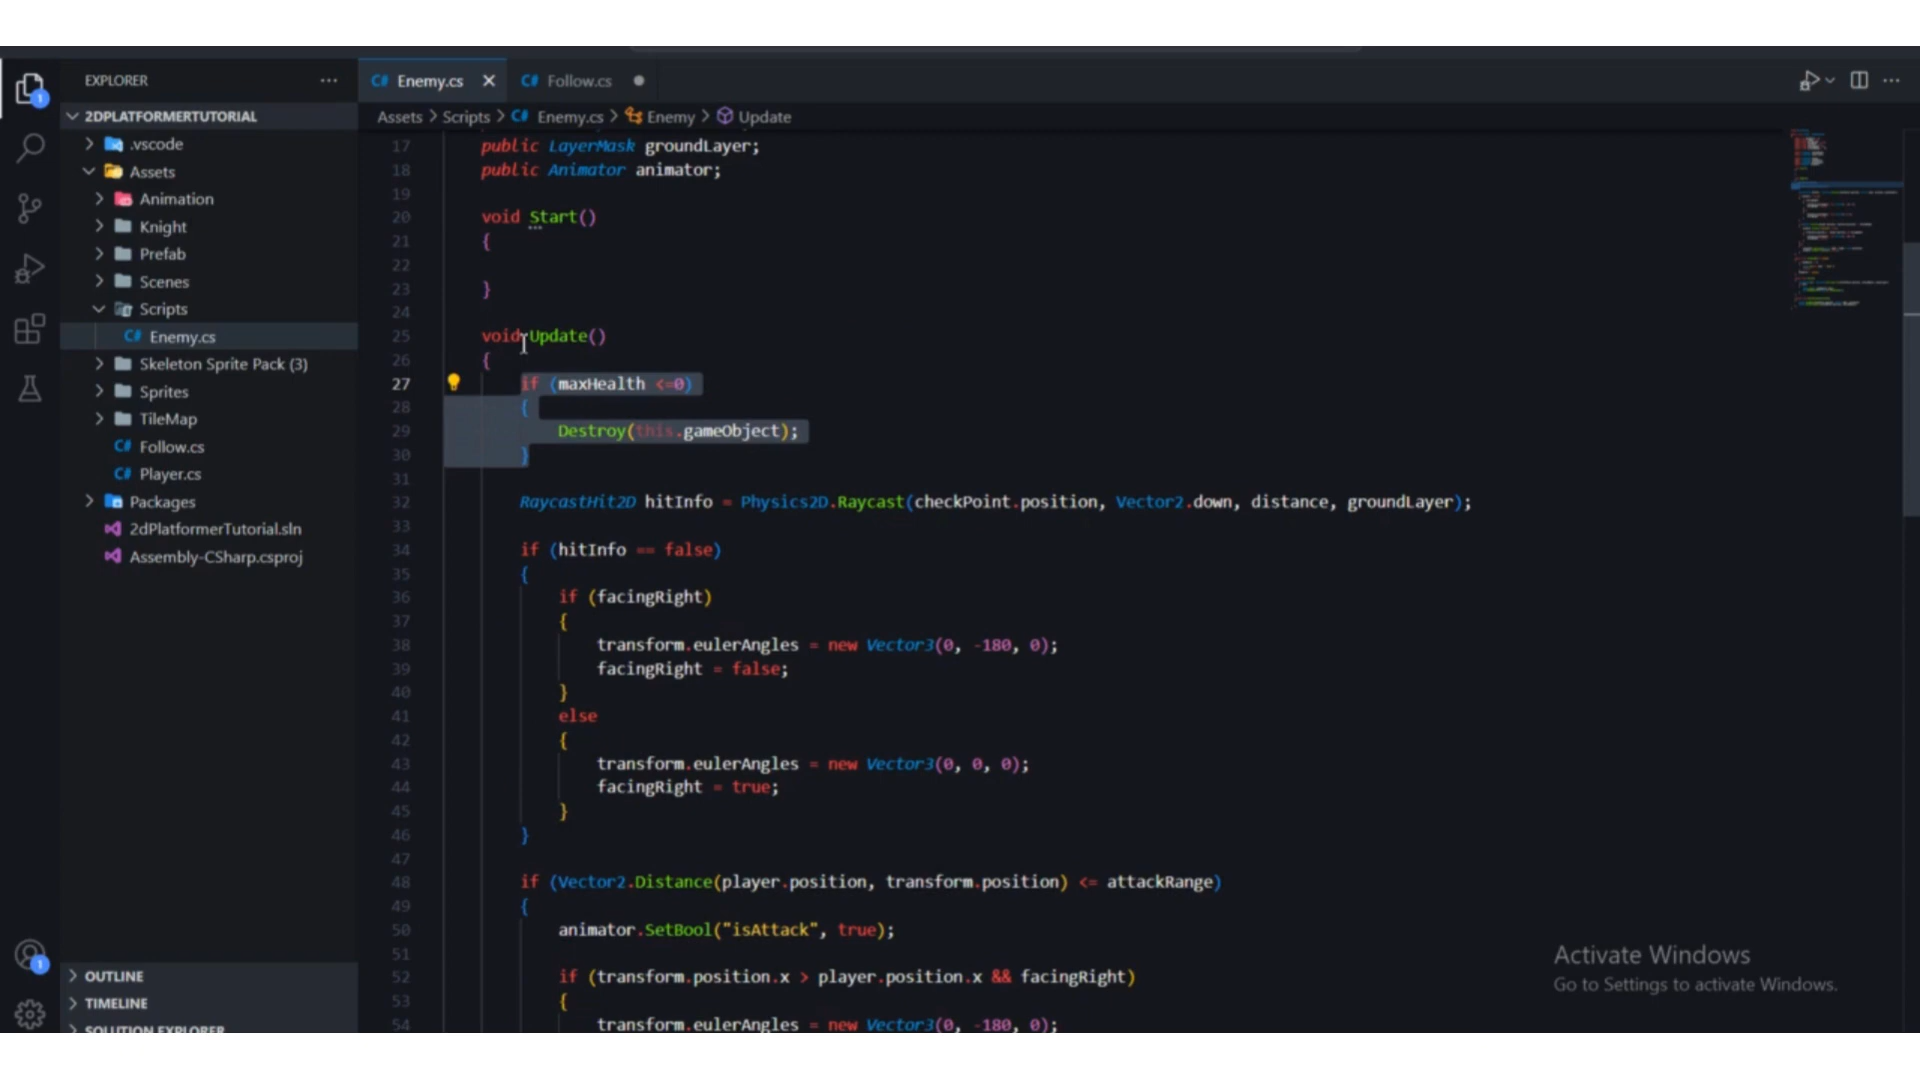 EXPLORER
2DPLATFORMERTUTORIAL
.vscode
Assets
Animation
Knight
Prefab
Scenes
Scripts
C# Enemy.cs
Skeleton Sprite Pack (3)
Sprites
TileMap
C# Follow.cs
C# Player.cs
Packages
2dPlatformerTutorial.sln
Assembly-CSharp.csproj
OUTLINE
TIMELINE
SOLUTION EXPLORER
1
1
C# Enemy.cs
C# Follow.cs
Assets > Scripts > C# Enemy.cs > Enemy > Update
17 public LayerMask groundLayer;
18 public Animator animator;
19
20 void Start()
21 {
22
23 }
24
25 void Update()
26 {
27 if (maxHealth <=0)
28 {
29 Destroy(this.gameObject);
30 }
31
32 RaycastHit2D hitInfo = Physics2D.Raycast(checkPoint.position, Vector2.down, distance, groundLayer);
33
34 if (hitInfo == false)
35 {
36 if (facingRight)
37 {
38 transform.eulerAngles = new Vector3(0, -180, 0);
39 facingRight = false;
40 }
41 else
42 {
43 transform.eulerAngles = new Vector3(0, 0, 0);
44 facingRight = true;
45 }
46 }
47
48 if (Vector2.Distance(player.position, transform.position) <= attackRange)
49 {
50 animator.SetBool("isAttack", true);
51
52 if (transform.position.x > player.position.x && facingRight)
53 {
54 transform.eulerAngles = new Vector3(0, -180, 0);
Activate Windows
Go to Settings to activate Windows.